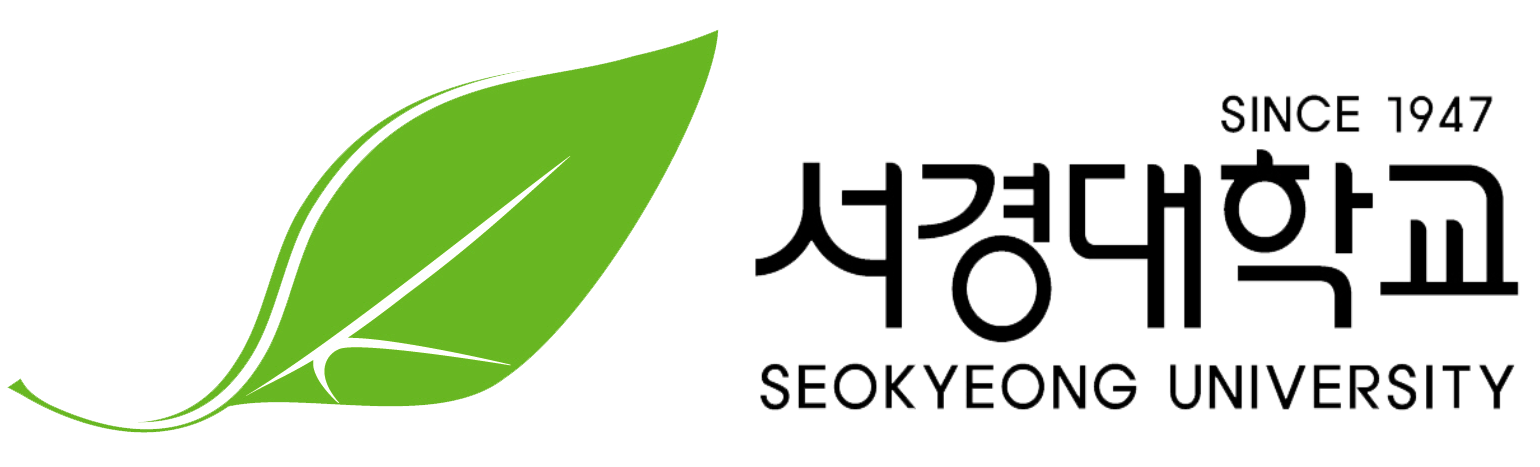 SINCE 1947
서경대학교
SEOKYEONG UNIVERSITY